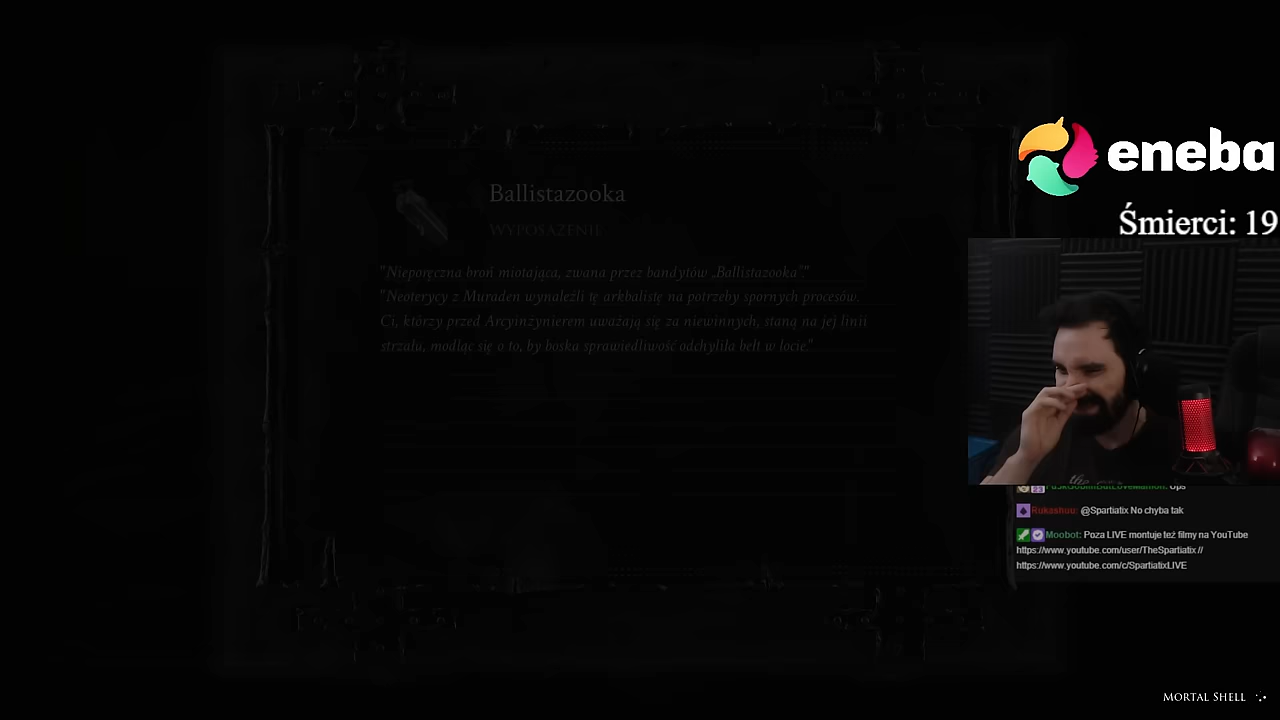 Ballistazooka
WYPOSAŻENIE
"Nieporęczna broń miotająca, zwana przez bandytów „Ballistazooka”."
"Neoterycy z Muraden wynaleźli tę arkbalistę na potrzeby spornych procesów.
Ci, którzy przed Arcyinżynierem uważają się za niewinnych, staną na jej linii
strzału, modląc się o to, by boska sprawiedliwość odchyliła bełt w locie."
eneba
Śmierci: 19
Ups
Rukashuu: @Spartiatix No chyba tak
Moobot: Poza LIVE montuje też filmy na YouTube
https://www.youtube.com/user/TheSpartiatix //
https://www.youtube.com/c/SpartiatixLIVE
MORTAL SHELL